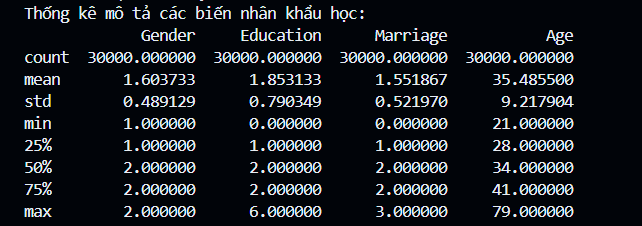 Thống kê mô tả các biến nhân khẩu học:
Gender Education Marriage Age
count 30000.000000 30000.000000 30000.000000 30000.000000
mean 1.603733 1.853133 1.551867 35.485500
std 0.489129 0.790349 0.521970 9.217904
min 1.000000 0.000000 0.000000 21.000000
25% 1.000000 1.000000 1.000000 28.000000
50% 2.000000 2.000000 2.000000 34.000000
75% 2.000000 2.000000 2.000000 41.000000
max 2.000000 6.000000 3.000000 79.000000